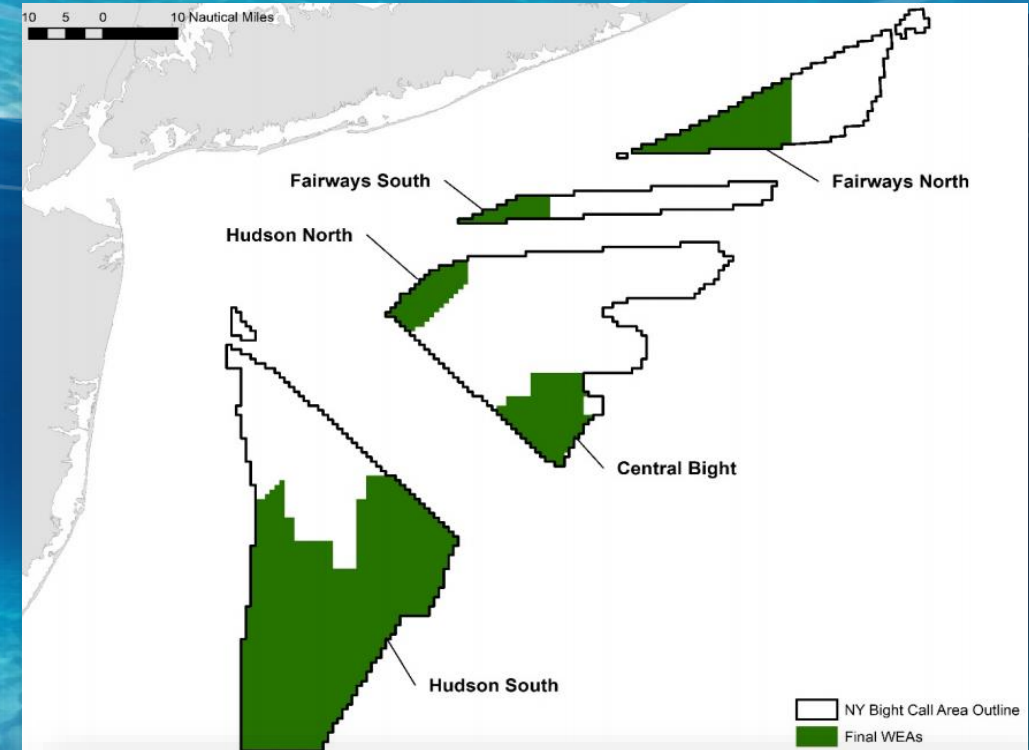 10 5 0 10 Nautical Miles
Fairways South
Fairways North
Hudson North
Central Bight
Hudson South
NY Bight Call Area Outline
Final WEAs